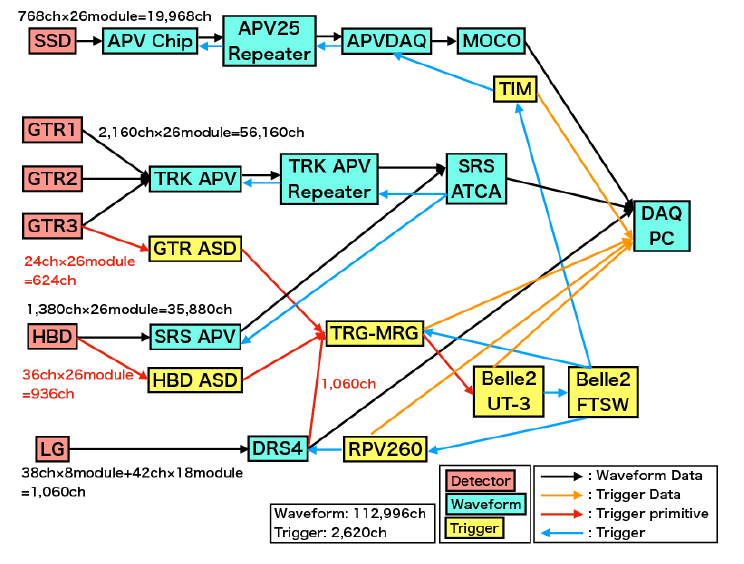 768ch×26module=19,968ch
SSD
APV Chip
APV25
Repeater
APVDAQ
MOCO
TIM
GTR1
2,160ch×26module=56,160ch
GTR2
TRK APV
TRK APV
Repeater
SRS
ATCA
DAQ
PC
GTR3
GTR ASD
24ch×26module
=624ch
1,380ch×26module=35,880ch
HBD
SRS APV
TRG-MRG
36ch×26module
=936ch
HBD ASD
1,060ch
Belle2
UT-3
Belle2
FTSW
LG
DRS4
RPV260
38ch×8module+42ch×18module
=1,060ch
Waveform: 112,996ch
Trigger: 2,620ch
Detector
Waveform
Trigger
: Waveform Data
: Trigger Data
: Trigger primitive
: Trigger